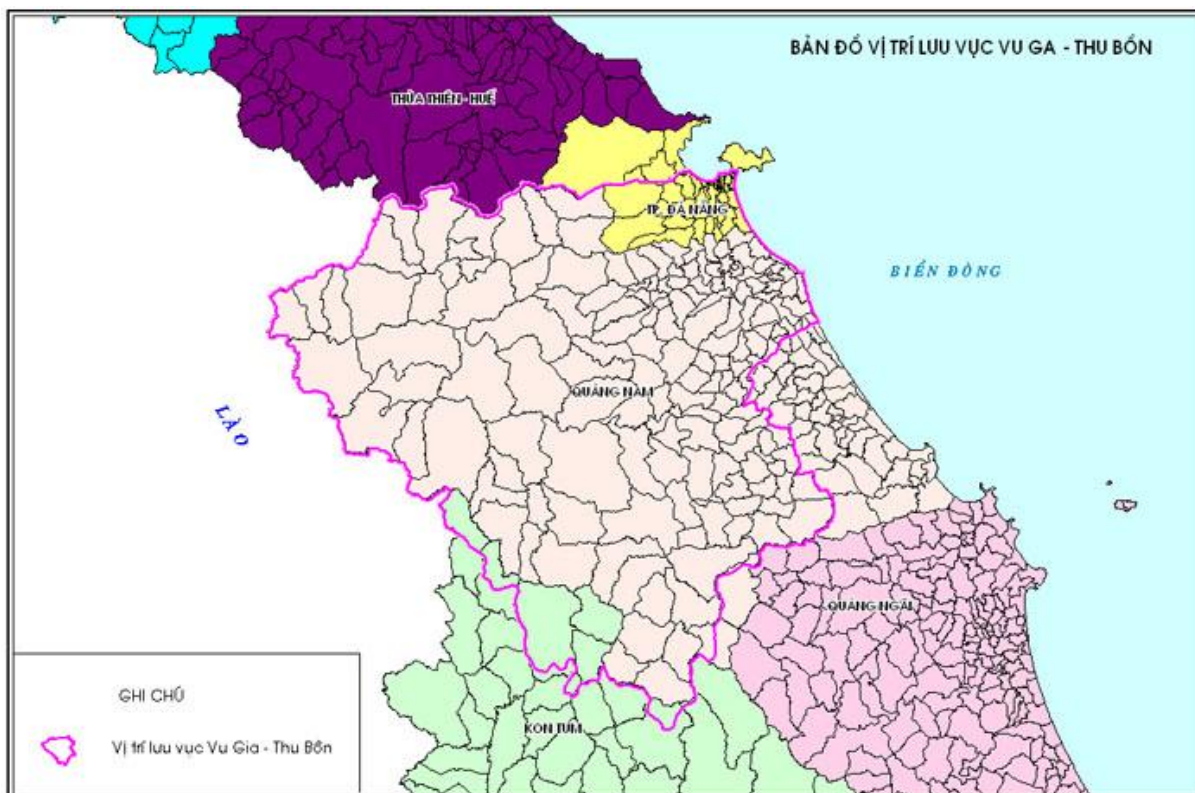 BẢN ĐỒ VỊ TRÍ LƯU VỰC VU GA - THU BỒN
THỪA THIÊN - HUẾ
TP. ĐÀ NẴNG
BIỂN ĐÔNG
QUẢNG NAM
LÀO
QUẢNG NGÃI
GHI CHÚ
KON TUM
Vị trí lưu vực Vu Gia - Thu Bồn